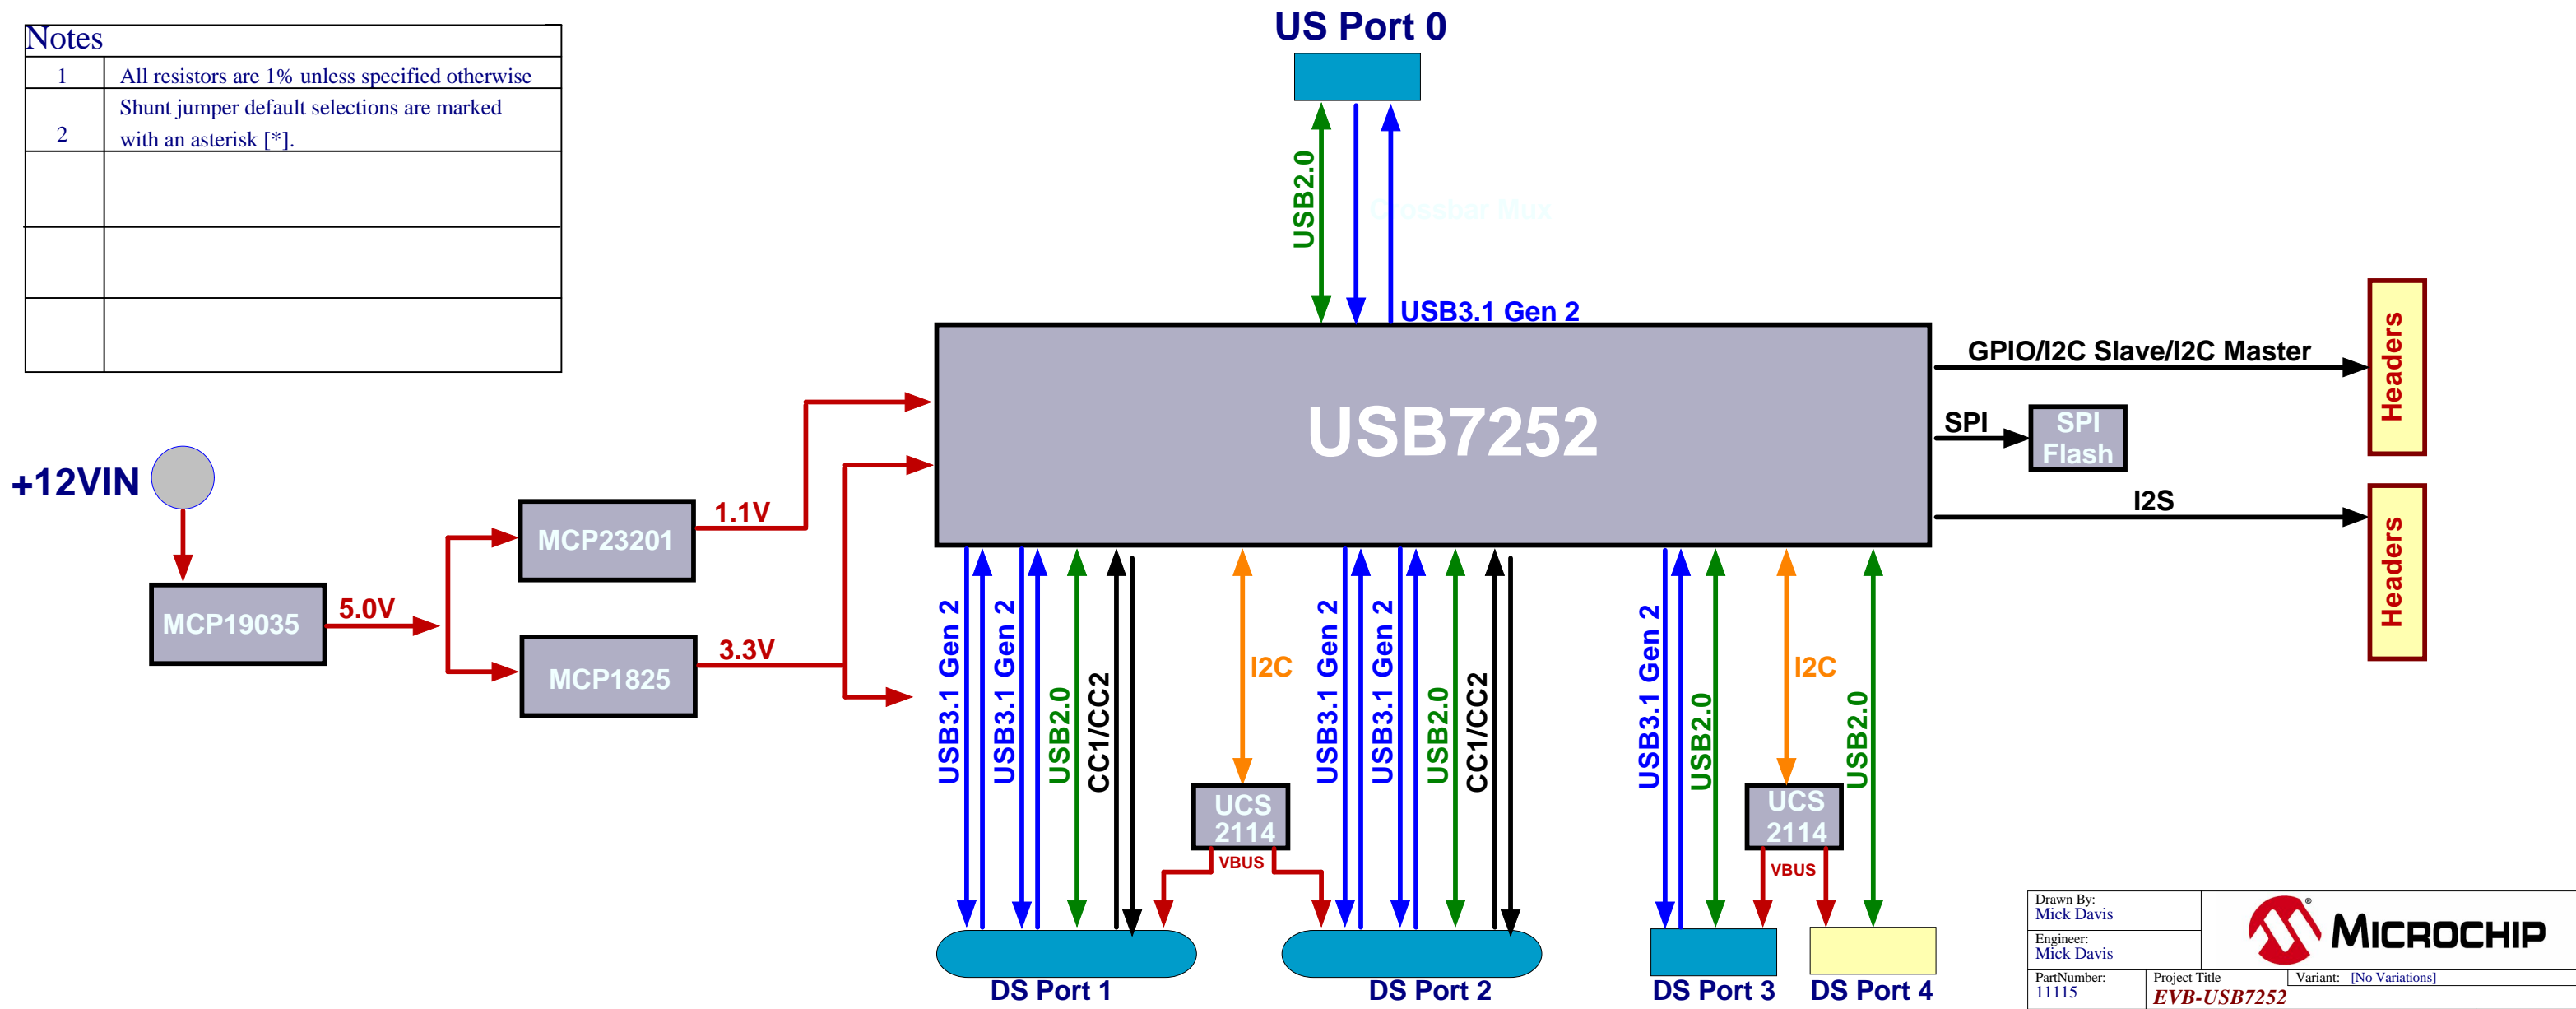 Notes
1 All resistors are 1% unless specified otherwise
Shunt jumper default selections are marked
2 with an asterisk [*].
US Port 0
USB2.0
Crossbar Mux
USB3.1 Gen 2
USB7252
GPIO/I2C Slave/I2C Master
Headers
SPI
SPI
Flash
I2S
Headers
+12VIN
MCP19035
5.0V
MCP23201
1.1V
MCP1825
3.3V
USB3.1 Gen 2
USB3.1 Gen 2
USB2.0
CC1/CC2
I2C
UCS
2114
VBUS
USB3.1 Gen 2
USB3.1 Gen 2
USB2.0
CC1/CC2
USB3.1 Gen 2
USB2.0
I2C
UCS
2114
VBUS
USB2.0
DS Port 1
DS Port 2
DS Port 3
DS Port 4
Drawn By:
Mick Davis
Engineer:
Mick Davis
MICROCHIP
®
PartNumber:
11115
Project Title
EVB-USB7252
Variant: [No Variations]